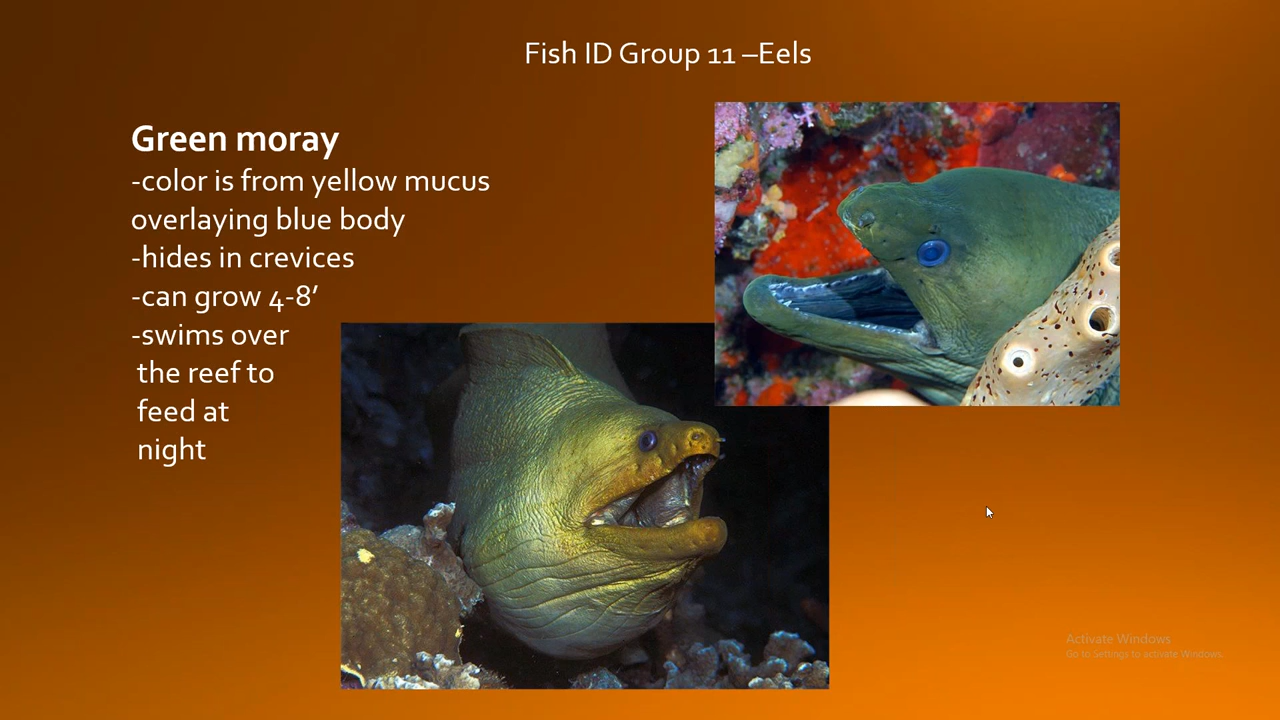 Fish ID Group 11 –Eels
Green moray
-color is from yellow mucus
overlaying blue body
-hides in crevices
-can grow 4-8’
-swims over
the reef to
feed at
night
Activate Windows
Go to Settings to activate Windows.